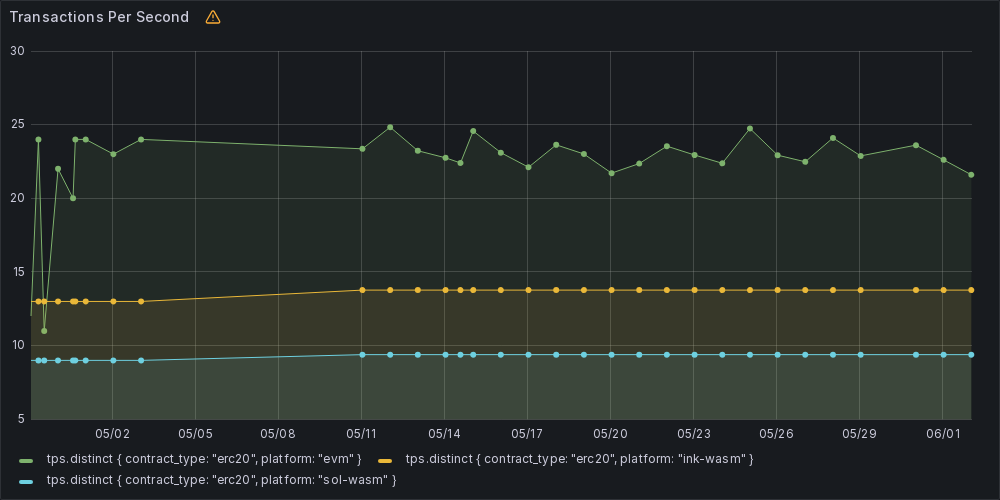 Transactions Per Second
30
25
20
15
10
5
05/02 05/05 05/08 05/11 05/14 05/17 05/20 05/23 05/26 05/29 06/01
tps.distinct { contract_type: "erc20", platform: "evm" } tps.distinct { contract_type: "erc20", platform: "ink-wasm" }
tps.distinct { contract_type: "erc20", platform: "sol-wasm" }